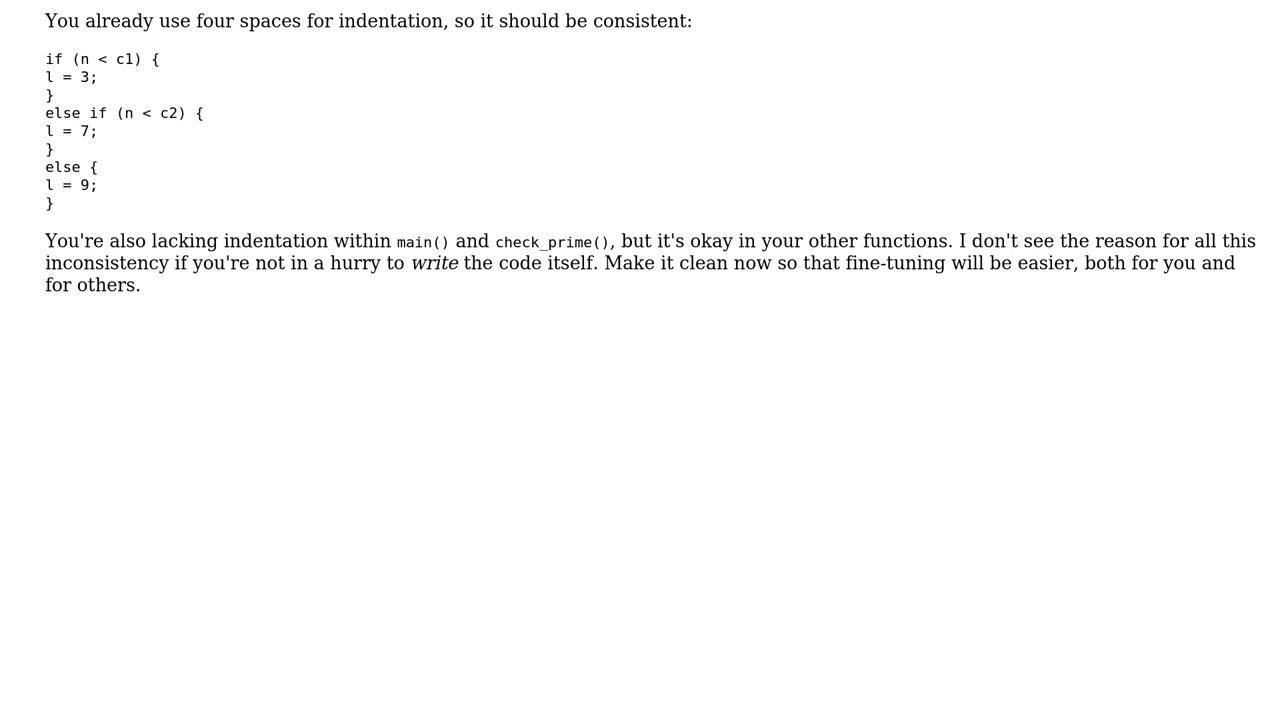 You already use four spaces for indentation, so it should be consistent:
if (n < c1) {
l = 3;
}
else if (n < c2) {
l = 7;
}
else {
l = 9;
}
You're also lacking indentation within main() and check_prime(), but it's okay in your other functions. I don't see the reason for all this
inconsistency if you're not in a hurry to write the code itself. Make it clean now so that fine-tuning will be easier, both for you and
for others.